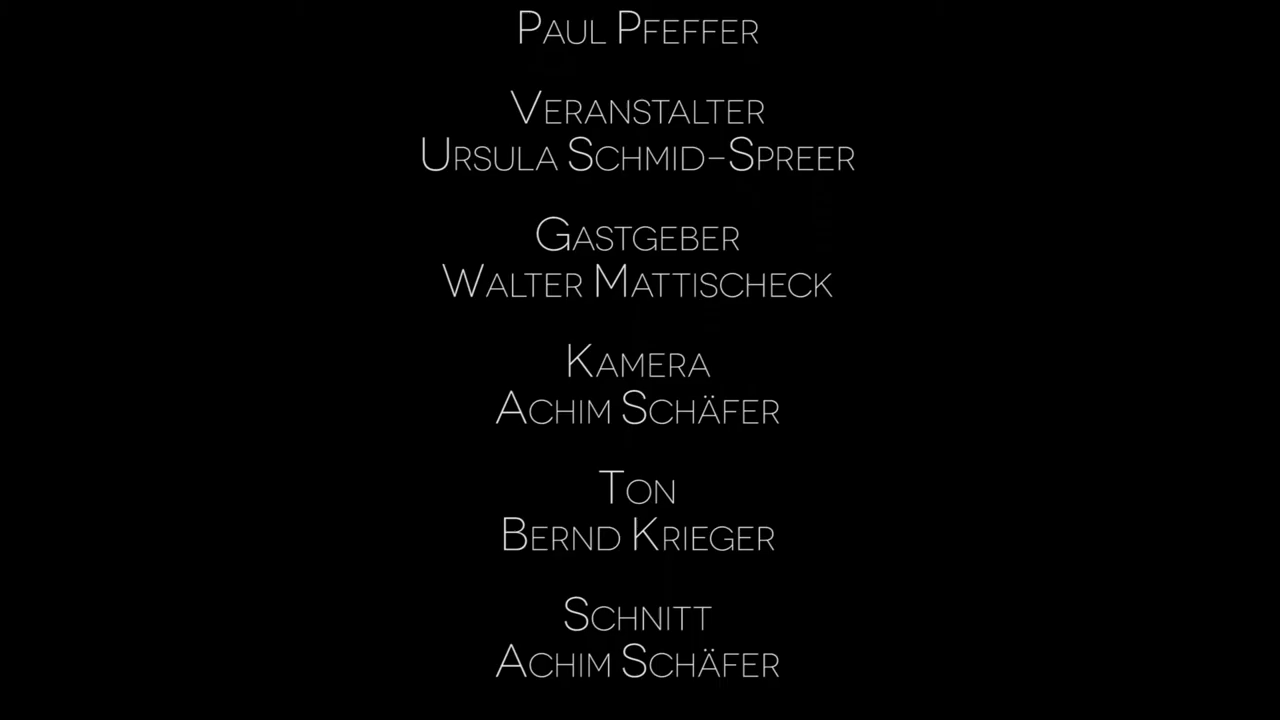 Paul Pfeffer
Veranstalter
Ursula Schmid-Spreer
Gastgeber
Walter Mattischeck
Kamera
Achim Schäfer
Ton
Bernd Krieger
Schnitt
Achim Schäfer